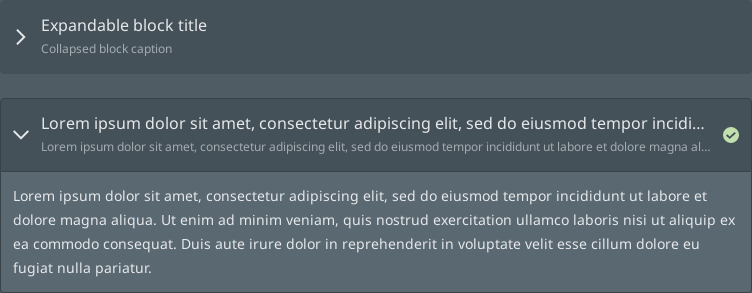 Expandable block title
Collapsed block caption
Lorem ipsum dolor sit amet, consectetur adipiscing elit, sed do eiusmod tempor incidi...
Lorem ipsum dolor sit amet, consectetur adipiscing elit, sed do eiusmod tempor incididunt ut labore et dolore magna al...
Lorem ipsum dolor sit amet, consectetur adipiscing elit, sed do eiusmod tempor incididunt ut labore et
dolore magna aliqua. Ut enim ad minim veniam, quis nostrud exercitation ullamco laboris nisi ut aliquip ex
ea commodo consequat. Duis aute irure dolor in reprehenderit in voluptate velit esse cillum dolore eu
fugiat nulla pariatur.